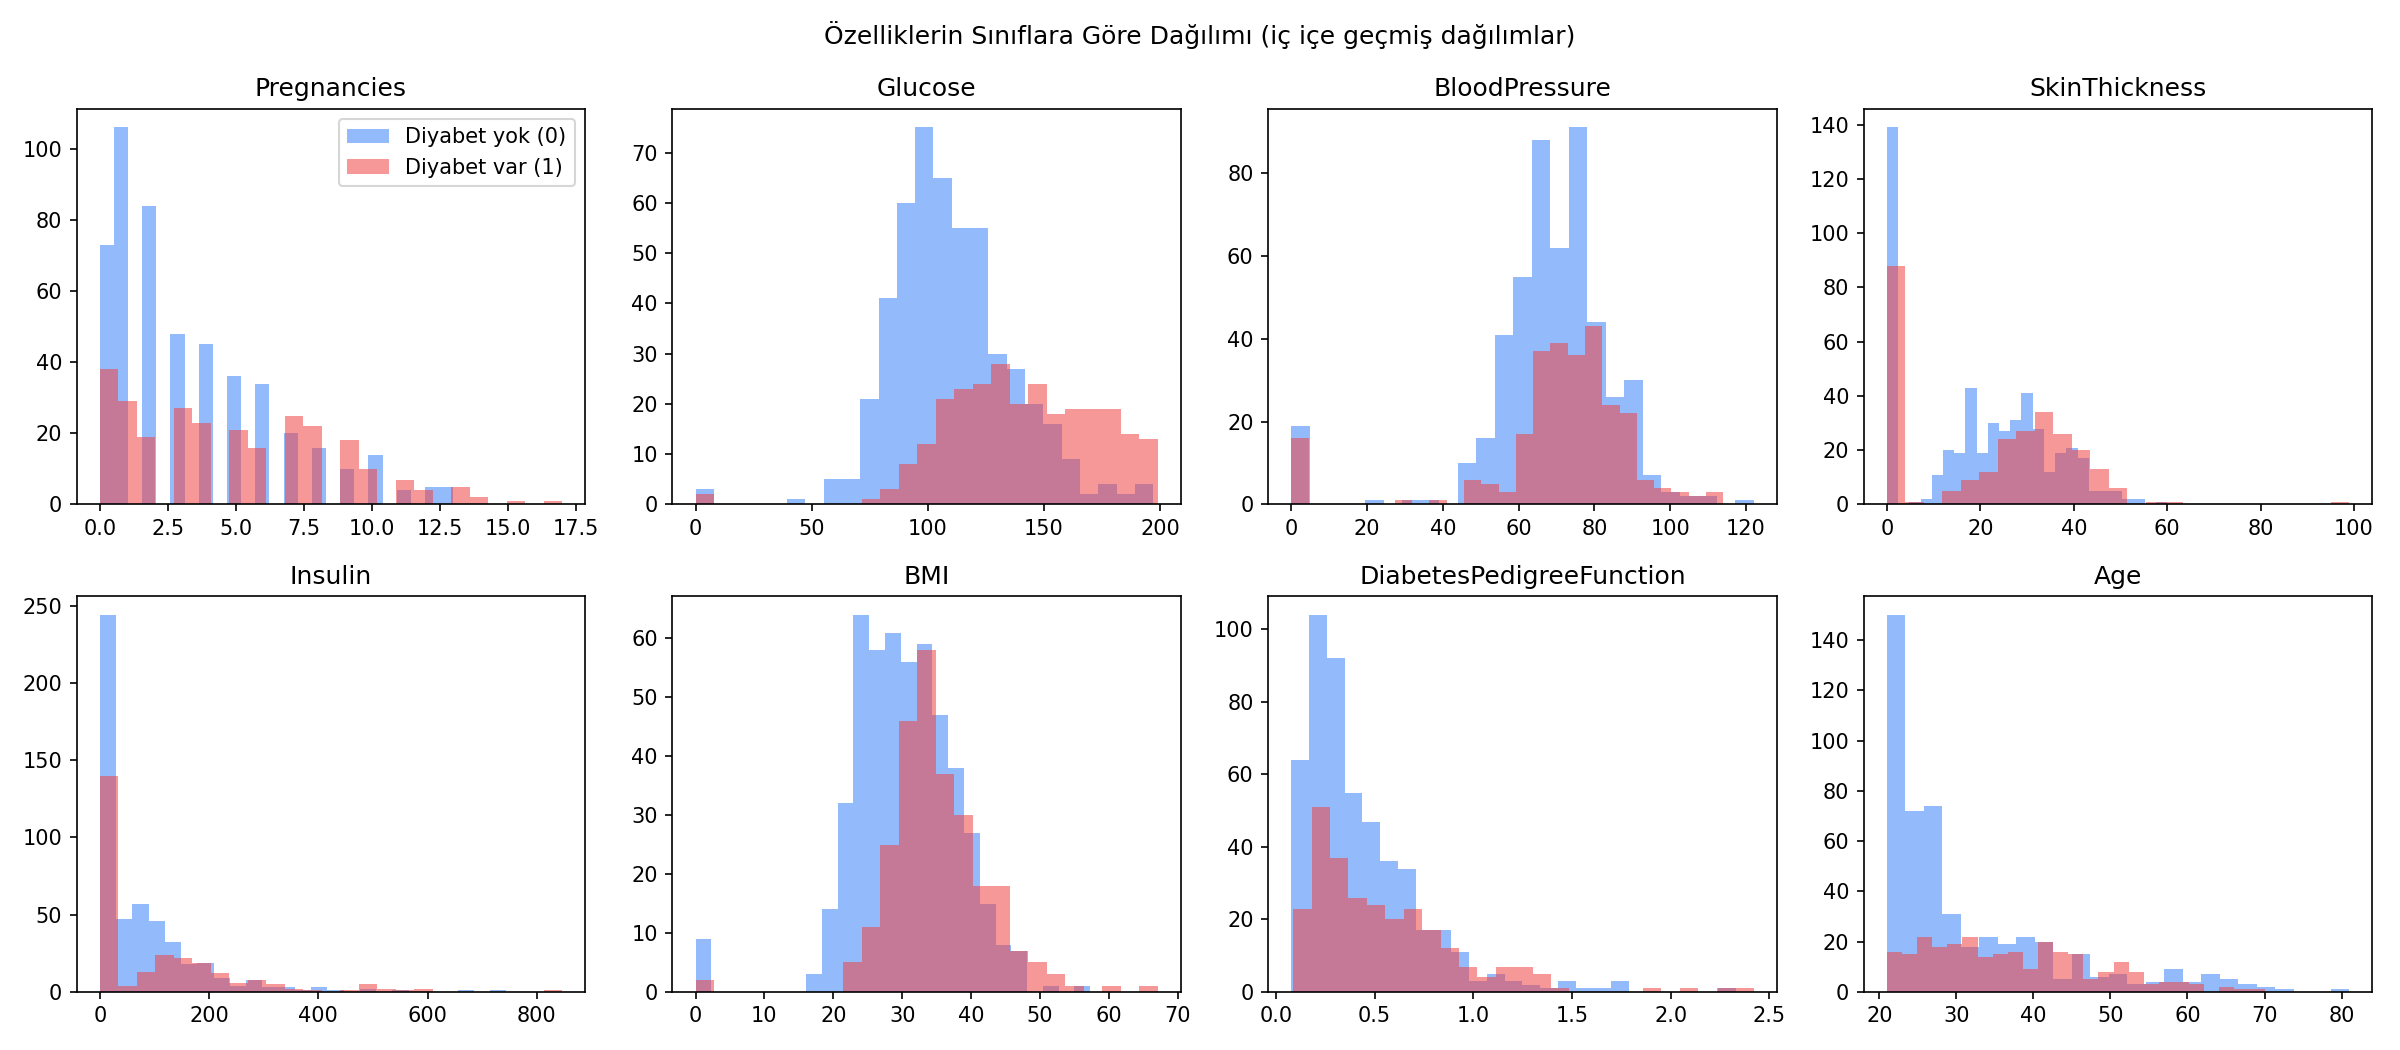 Özelliklerin Sınıflara Göre Dağılımı (iç içe geçmiş dağılımlar)
Pregnancies
Diyabet yok (0)
Diyabet var (1)
100
80
60
40
20
0
0.0 2.5 5.0 7.5 10.0 12.5 15.0 17.5
Glucose
70
60
50
40
30
20
10
0
0 50 100 150 200
BloodPressure
80
60
40
20
0
0 20 40 60 80 100 120
SkinThickness
140
120
100
80
60
40
20
0
0 20 40 60 80 100
Insulin
250
200
150
100
50
0
0 200 400 600 800
BMI
60
50
40
30
20
10
0
0 10 20 30 40 50 60 70
DiabetesPedigreeFunction
100
80
60
40
20
0
0.0 0.5 1.0 1.5 2.0 2.5
Age
140
120
100
80
60
40
20
0
20 30 40 50 60 70 80